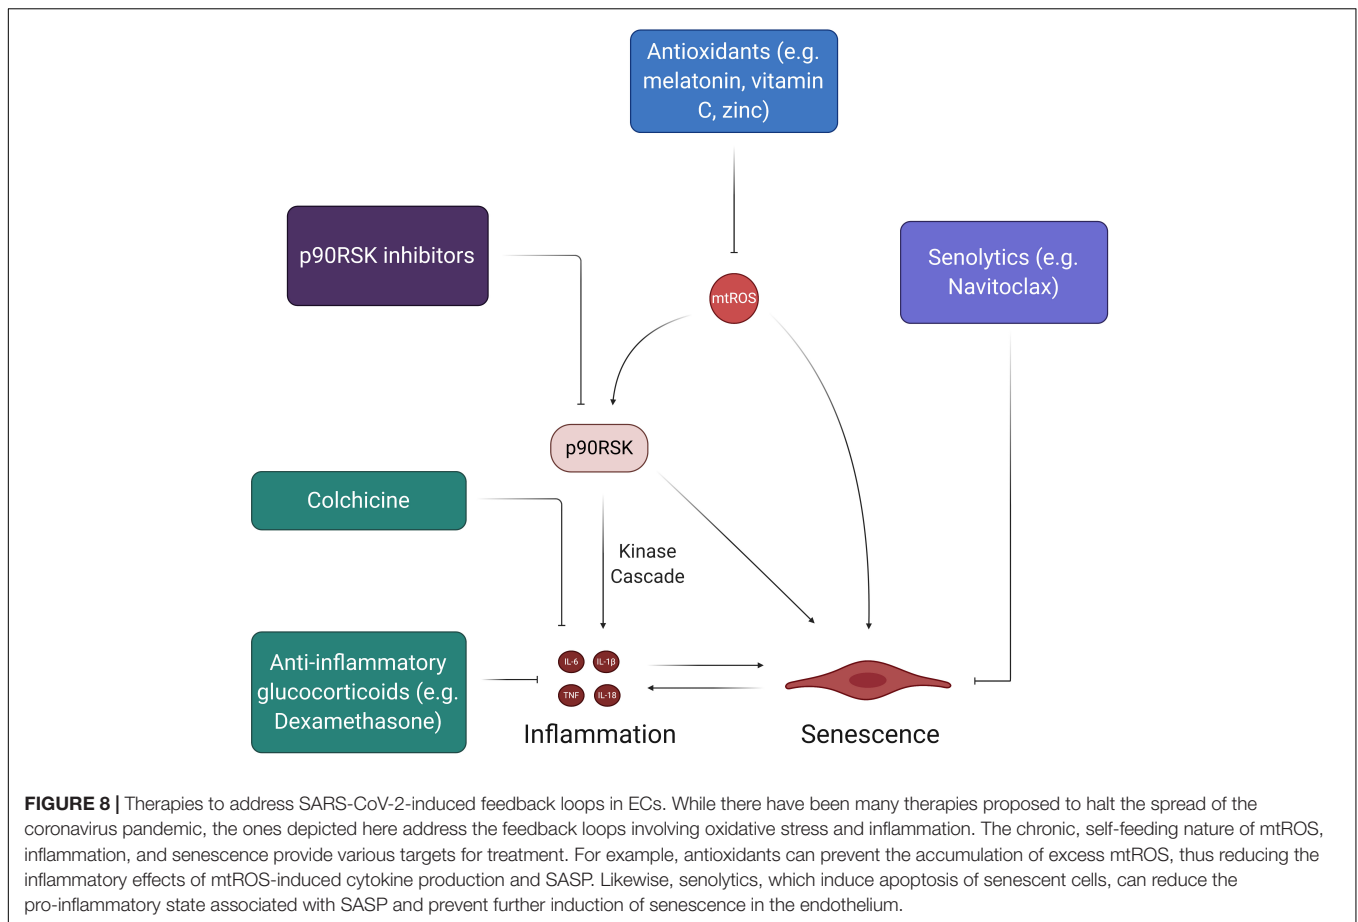 Antioxidants (e.g.
melatonin, vitamin
C, zinc)
p90RSK inhibitors
Senolytics (e.g.
Navitoclax)
mtROS
p90RSK
Colchicine
Kinase
Cascade
Anti-inflammatory
glucocorticoids (e.g.
Dexamethasone)
IL-6
IL-1β
TNF
IL-18
Inflammation
Senescence
FIGURE 8 | Therapies to address SARS-CoV-2-induced feedback loops in ECs. While there have been many therapies proposed to halt the spread of the
coronavirus pandemic, the ones depicted here address the feedback loops involving oxidative stress and inflammation. The chronic, self-feeding nature of mtROS,
inflammation, and senescence provide various targets for treatment. For example, antioxidants can prevent the accumulation of excess mtROS, thus reducing the
inflammatory effects of mtROS-induced cytokine production and SASP. Likewise, senolytics, which induce apoptosis of senescent cells, can reduce the
pro-inflammatory state associated with SASP and prevent further induction of senescence in the endothelium.